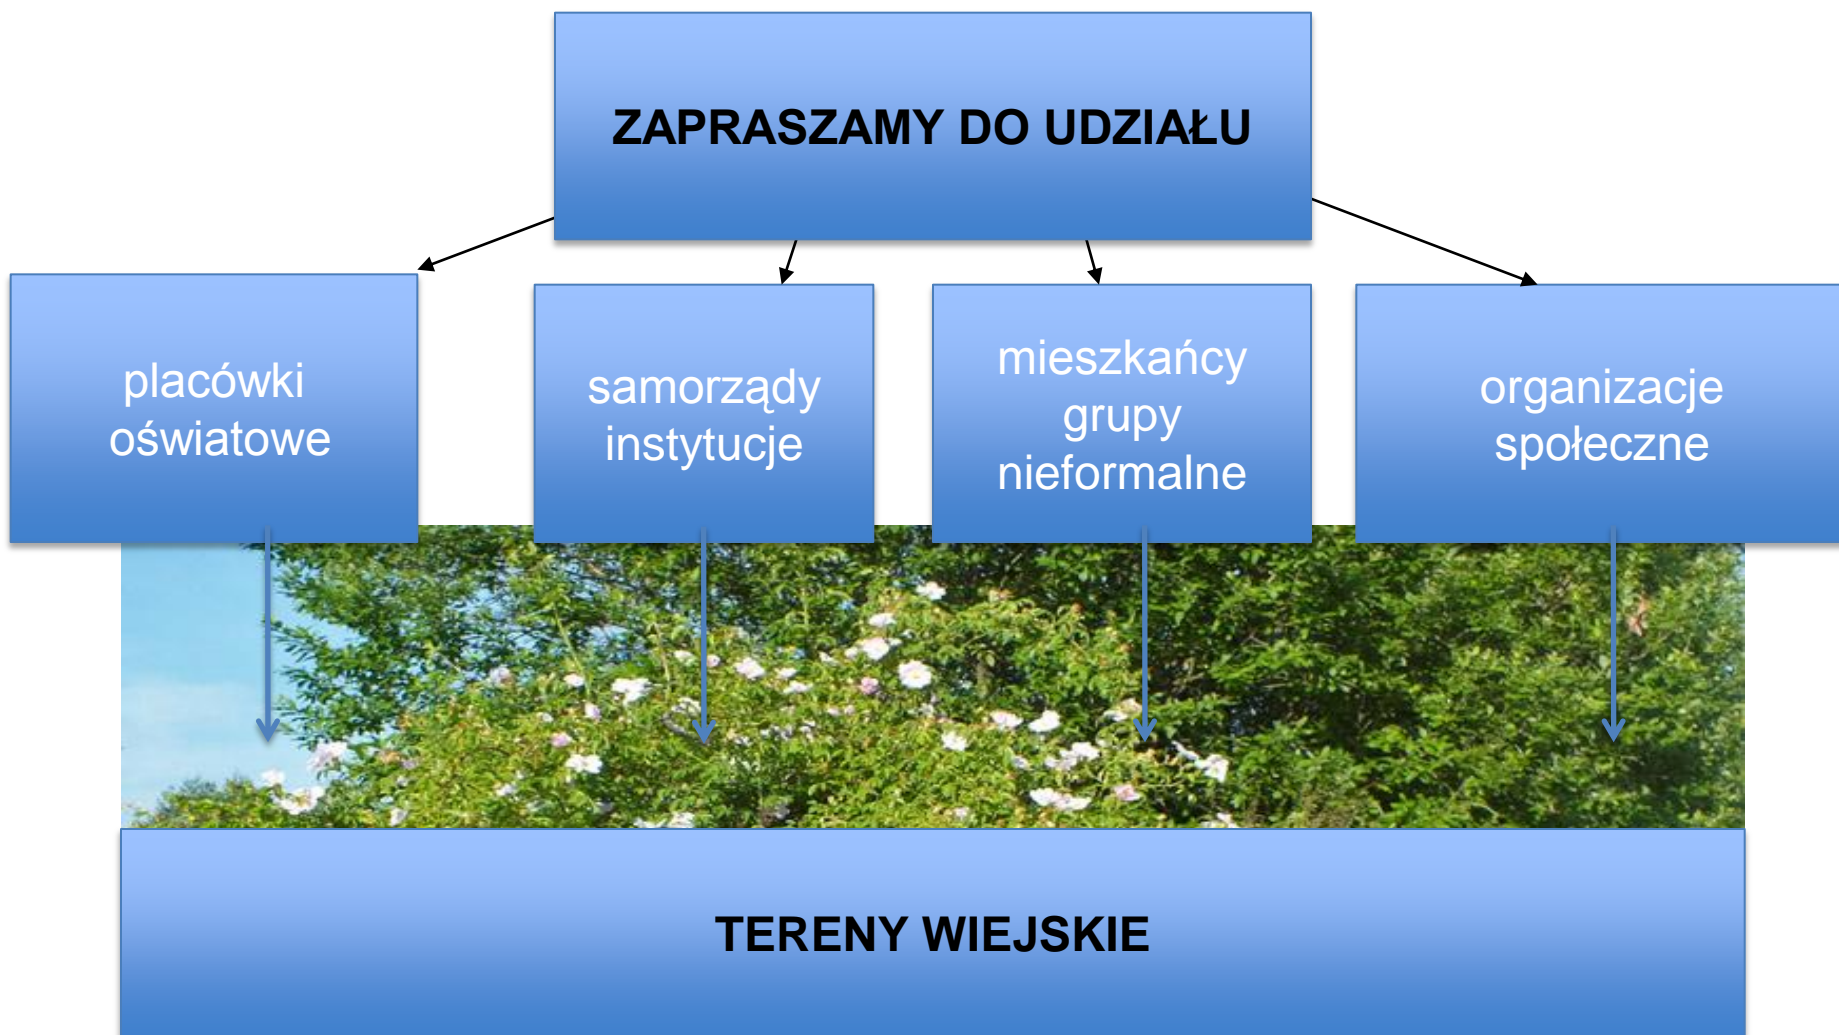 ZAPRASZAMY DO UDZIAŁU
placówki
oświatowe
samorządy
instytucje
mieszkańcy
grupy
nieformalne
organizacje
społeczne
TERENY WIEJSKIE